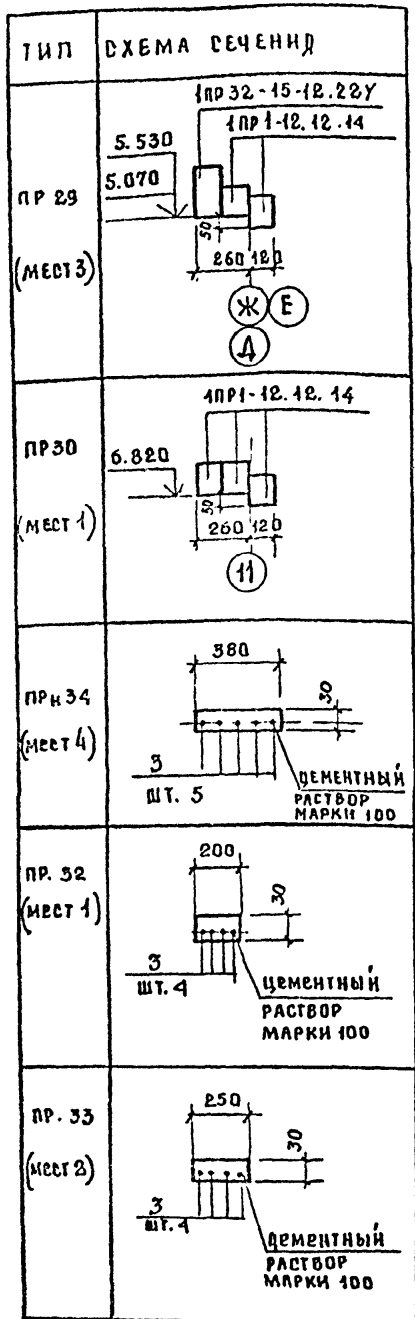 ТИП СХЕМА СЕЧЕНИЯ
ПР 29
(МЕСТ 3)
1ПР 32-15-12.22У
1ПР 1-12.12.14
5.530
5.070
50
260 120
Ж Е
Д
ПР30
(МЕСТ 1)
1ПР1-12.12.14
6.820
50
260 120
11
ПРн34
(МЕСТ 4)
380
30
3
ШТ. 5
ЦЕМЕНТНЫЙ
РАСТВОР
МАРКИ 100
ПР. 32
(МЕСТ 1)
200
30
3
ШТ. 4
ЦЕМЕНТНЫЙ
РАСТВОР
МАРКИ 100
ПР. 33
(МЕСТ 2)
250
30
3
ШТ. 4
ЦЕМЕНТНЫЙ
РАСТВОР
МАРКИ 100